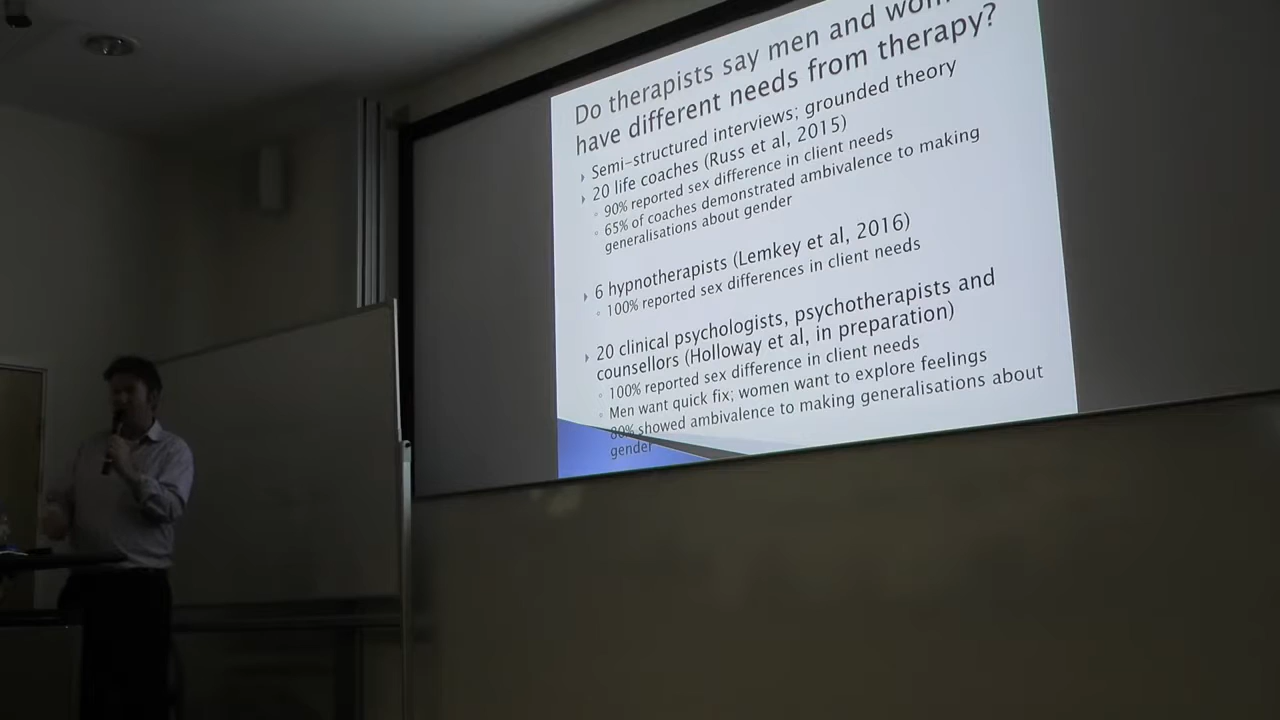 Do therapists say men and wom
have different needs from therapy?
Semi-structured interviews; grounded theory
20 life coaches (Russ et al, 2015)
90% reported sex difference in client needs
65% of coaches demonstrated ambivalence to making
generalisations about gender
6 hypnotherapists (Lemkey et al, 2016)
100% reported sex differences in client needs
20 clinical psychologists, psychotherapists and
counsellors (Holloway et al, in preparation)
100% reported sex difference in client needs
Men want quick fix; women want to explore feelings
80% showed ambivalence to making generalisations about
gender